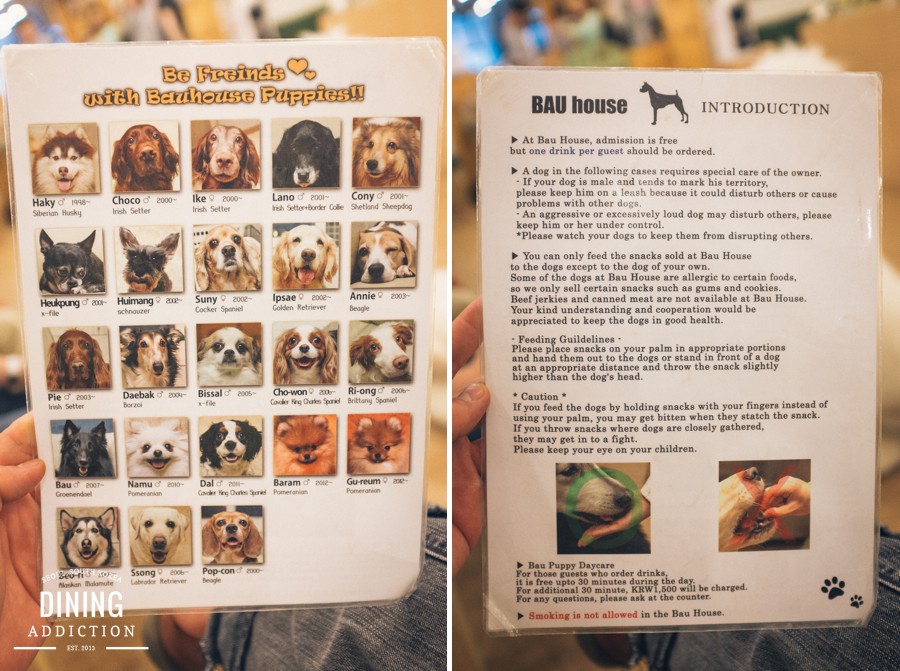 Be Freinds
with Bauhouse Puppies!!
Haky ♂ 1998~
Siberian Husky
Choco ♂ 2000~
Irish Setter
Ike ♀ 2000~
Irish Setter
Lano ♂ 2001~
Irish Setter+Border Collie
Cony ♂ 2001~
Shetland Sheepdog
Heukpung ♂
x-file
Huimang ♀ 2002~
schnauzer
Suny ♀ 2002~
Cocker Spaniel
Ipsae ♀ 2002~
Golden Retriever
Annie ♀ 2003~
Beagle
Pie ♂ 2003~
Irish Setter
Daebak ♂ 2004~
Borzoi
Bissal ♂ 2005~
x-file
Cho-won ♀ 2006~
Cavalier King Charles Spaniel
Ri-ong ♂ 2006~
Brittany Spaniel
Bau ♂ 2007~
Groenendael
Namu ♂ 2010~
Pomeranian
Dal ♂ 2011~
Cavalier King Charles Spaniel
Baram ♂ 2012~
Pomeranian
Gu-reum ♀ 2012~
Pomeranian
Alaskan Malamute
Ssong ♀
Labrador Retriever
Pop-con ♂
Beagle
SEOUL, SOUTH KOREA
DINING
ADDICTION
EST. 2013
BAU house INTRODUCTION
▶ At Bau House, admission is free
but one drink per guest should be ordered.
▶ A dog in the following cases requires special care of the owner.
· If your dog is male and tends to mark his territory,
please keep him on a leash because it could disturb others or cause
problems with other dogs.
· An aggressive or excessively loud dog may disturb others, please
keep him or her under control.
*Please watch your dogs to keep them from disrupting others.
▶ You can only feed the snacks sold at Bau House
to the dogs except to the dog of your own.
Some of the dogs at Bau House are allergic to certain foods,
so we only sell certain snacks such as gums and cookies.
Beef jerkies and canned meat are not available at Bau House.
Your kind understanding and cooperation would be
appreciated to keep the dogs in good health.
· Feeding Guildelines ·
Please place snacks on your palm in appropriate portions
and hand them out to the dogs or stand in front of a dog
at an appropriate distance and throw the snack slightly
higher than the dog's head.
* Caution *
If you feed the dogs by holding snacks with your fingers instead of
using your palm, you may get bitten when they statch the snack.
If you throw snacks where dogs are closely gathered,
they may get in to a fight.
Please keep your eye on your children.
▶ Bau Puppy Daycare
For those guests who order drinks,
it is free upto 30 minutes during the day.
For additional 30 minute, KRW1,500 will be charged.
For any questions, please ask at the counter.
▶ Smoking is not allowed in the Bau House.